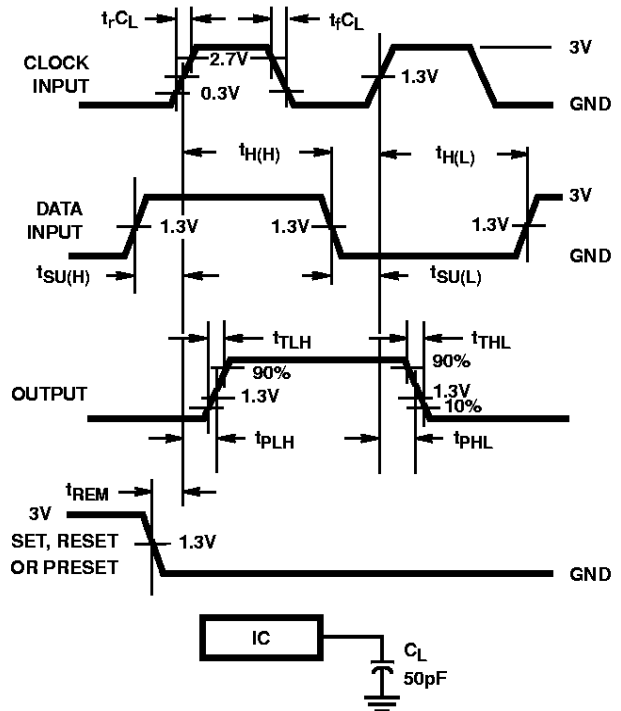 trCL
tfCL
CLOCK
INPUT
2.7V
0.3V
1.3V
3V
GND
tH(H)
tH(L)
DATA
INPUT
1.3V
1.3V
1.3V
3V
GND
tSU(H)
tSU(L)
tTLH
tTHL
OUTPUT
90%
1.3V
90%
1.3V
10%
tPLH
tPHL
tREM
3V
SET, RESET
OR PRESET
1.3V
GND
IC
CL
50pF